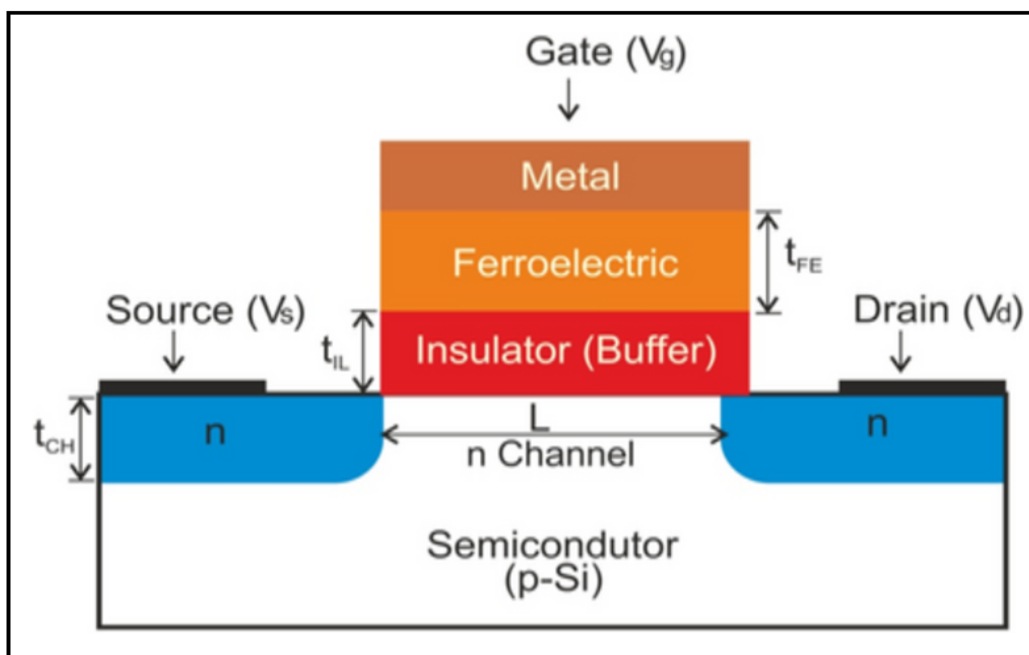 Gate (Vg)
Metal
Ferroelectric
tFE
Source (Vs)
Drain (Vd)
tIL
Insulator (Buffer)
tCH
n
L
n
n Channel
Semicondutor
(p-Si)